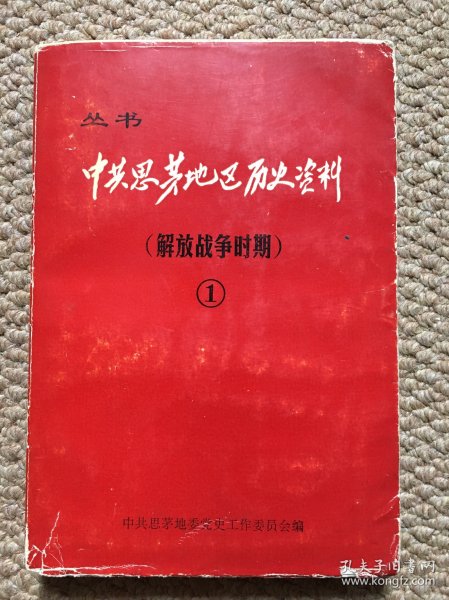 丛书
中共思茅地区历史资料
（解放战争时期）
①
中共思茅地委党史工作委员会编
孔夫子旧书网
www.kongfz.com